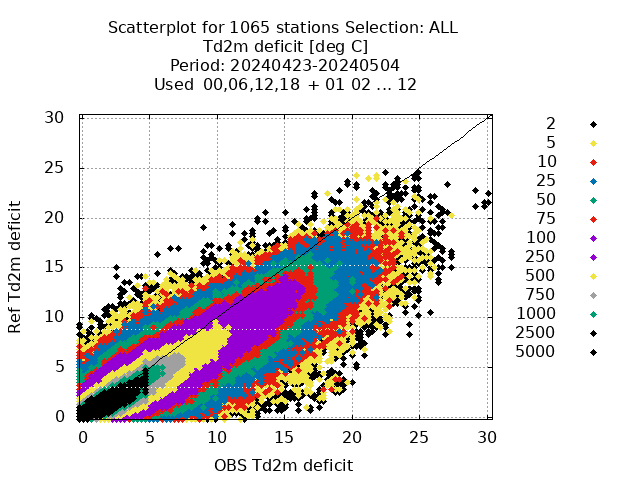 Scatterplot for 1065 stations Selection: ALL
Td2m deficit [deg C]
Period: 20240423-20240504
Used 00,06,12,18 + 01 02 ... 12
30
25
20
15
10
5
0
Ref Td2m deficit
0 5 10 15 20 25 30
OBS Td2m deficit
2
5
10
25
50
75
100
250
500
750
1000
2500
5000